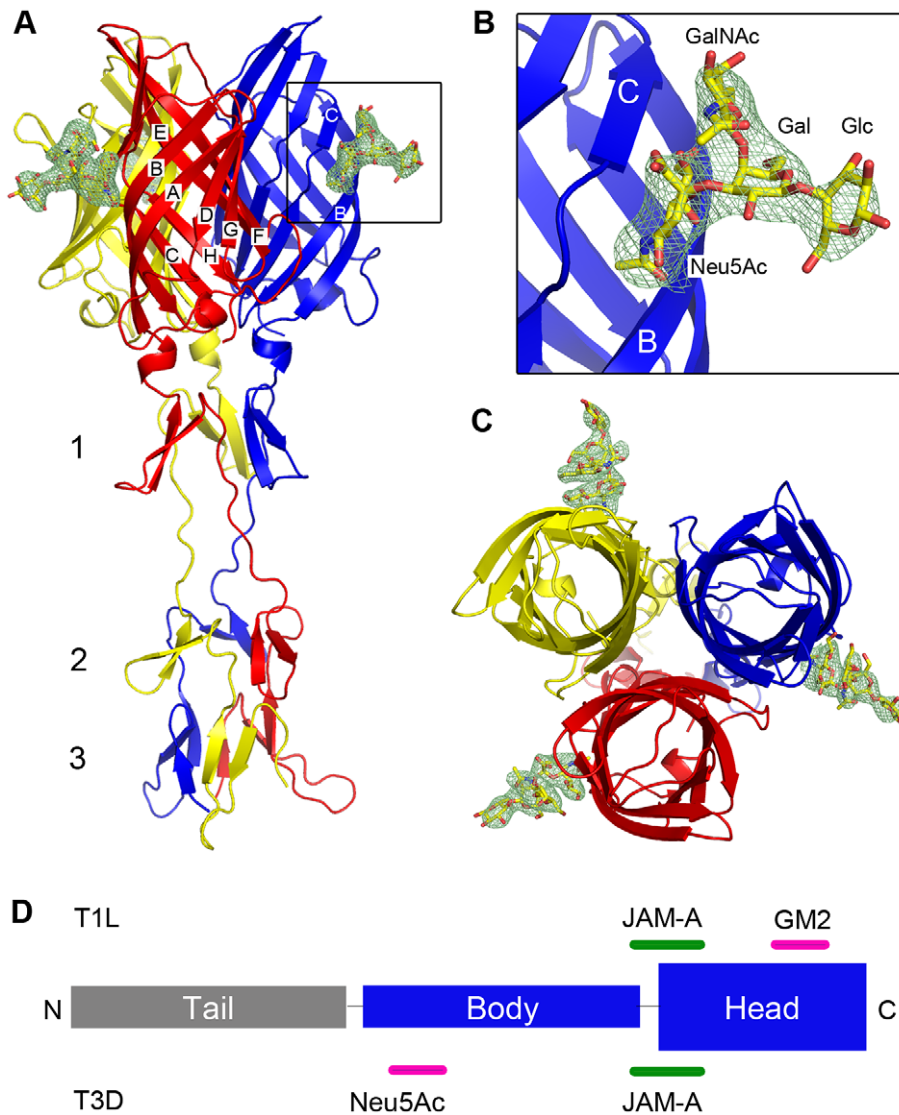 A
E
B
A
D
G
F
C
H
C
B
1
2
3
B
GalNAc
C
Gal Glc
Neu5Ac
B
C
D
T1L
JAM-A GM2
N Tail Body Head C
Neu5Ac JAM-A
T3D